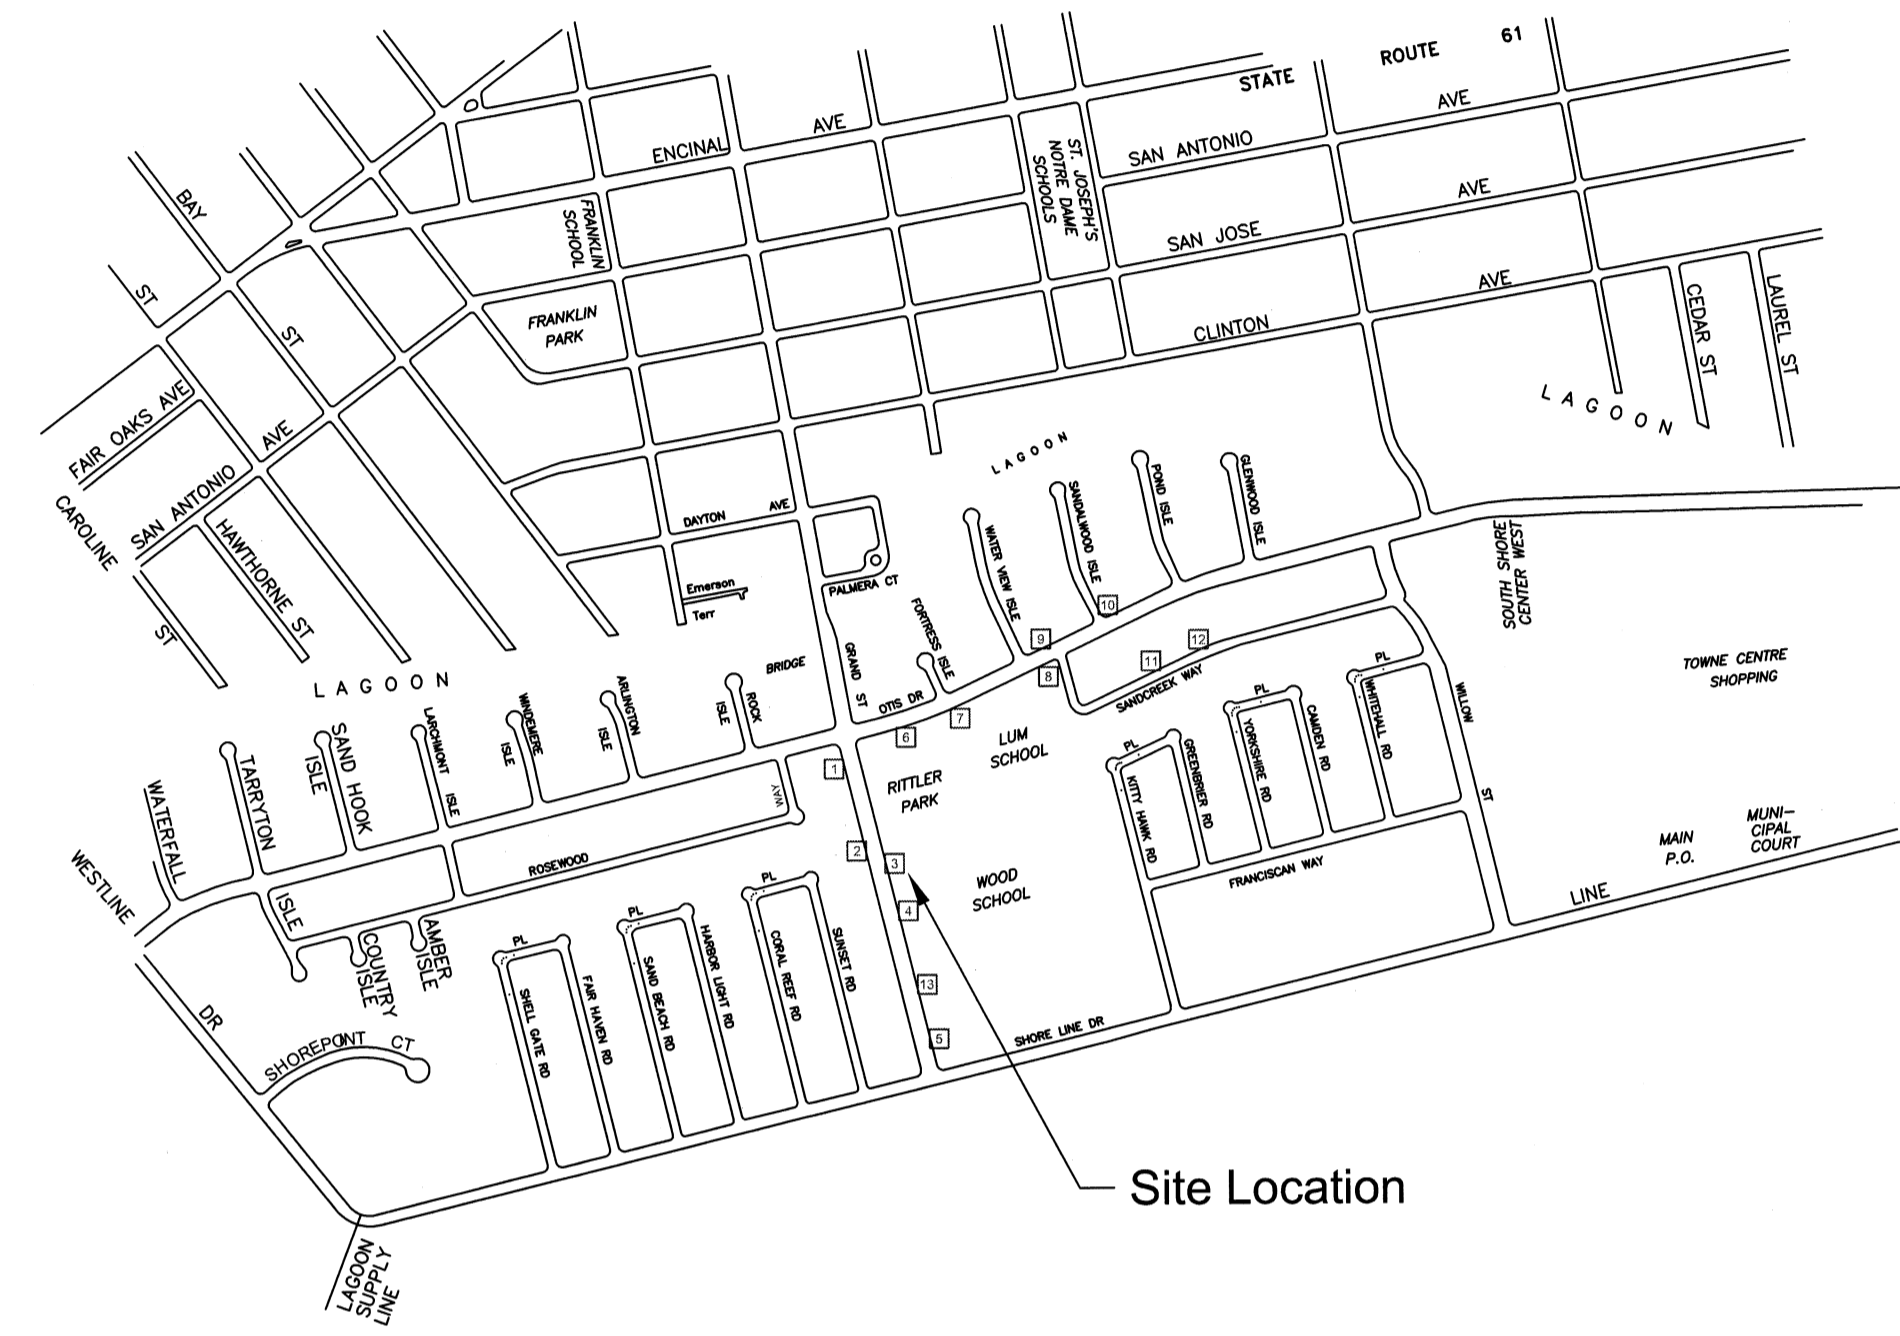 STATE
ROUTE
61
ENCINAL
AVE
SAN ANTONIO
AVE
ST. JOSEPH'S
NOTRE DAME
SCHOOLS
SAN JOSE
AVE
CLINTON
AVE
CEDAR ST
LAUREL ST
BAY
ST
ST
FRANKLIN
SCHOOL
FRANKLIN
PARK
FAIR OAKS AVE
SAN ANTONIO
AVE
CAROLINE
ST
HAWTHORNE ST
LAGOON
LAGOON
LAGOON
DAYTON
AVE
Emerson
Terr
PALMERA CT
BRIDGE
GRAND ST
FORTRESS ISLE
OTIS DR
WATER VIEW ISLE
SANDALWOOD ISLE
POND ISLE
GLENWOOD ISLE
SOUTH SHORE
CENTER WEST
TOWNE CENTRE
SHOPPING
WATERFALL
ISLE
TARRYTON
SAND HOOK
ISLE
LARCHMONT
ISLE
WINDEMERE
ISLE
ARLINGTON
ISLE
ROCK
ISLE
1
2
3
4
13
5
6
7
8
9
10
11
12
LUM
SCHOOL
RITTLER
PARK
SANDCREEK WAY
WOOD
SCHOOL
ROSEWOOD
WAY
WESTLINE
DR
COUNTRY
ISLE
AMBER
ISLE
SHOREPOINT CT
PL
SHELL GATE RD
FAIR HAVEN RD
PL
SAND BEACH RD
HARBOR LIGHT RD
PL
CORAL REEF RD
SUNSET RD
PL
KITTY HAWK RD
GREENBRIER RD
PL
YORKSHIRE RD
CAMDEN RD
PL
WHITEHALL RD
WILLOW
ST
FRANCISCAN WAY
MAIN
P.O.
MUNI-
CIPAL
COURT
LINE
SHORE LINE DR
Site Location
LAGOON
SUPPLY
LINE